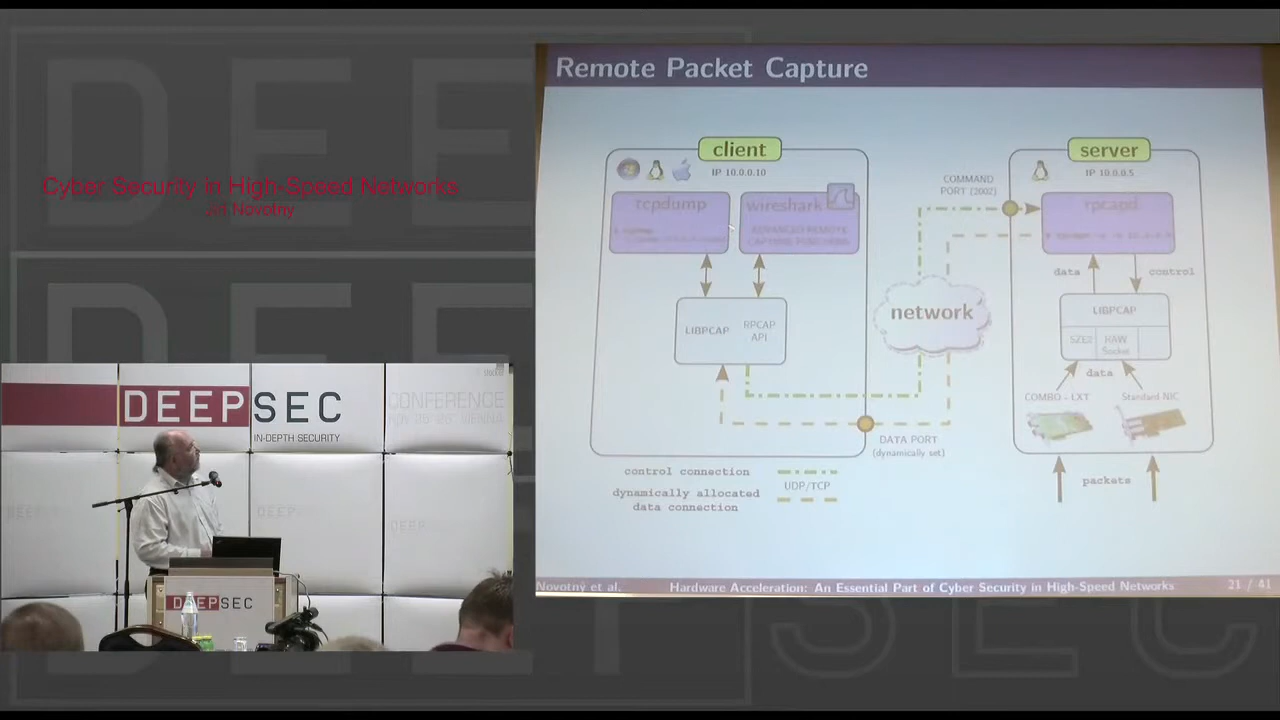 Cyber Security in High-Speed Networks
Jiří Novotny
DEEPSEC
IN-DEPTH SECURITY
CONFERENCE
DEEPSEC
Remote Packet Capture
client
IP 10.0.0.10
tcpdump
wireshark
ADVANCED REMOTE
LIBPCAP
RPCAP
API
network
COMMAND
PORT (2002)
DATA PORT
(dynamically set)
server
IP 10.0.0.5
rpcapd
data
control
LIBPCAP
SZE2
RAW
Socket
data
COMBO - LXT
Standard NIC
packets
control connection
dynamically allocated
data connection
UDP/TCP
Novotný et al.
Hardware Acceleration: An Essential Part of Cyber Security in High-Speed Networks
21 / 41